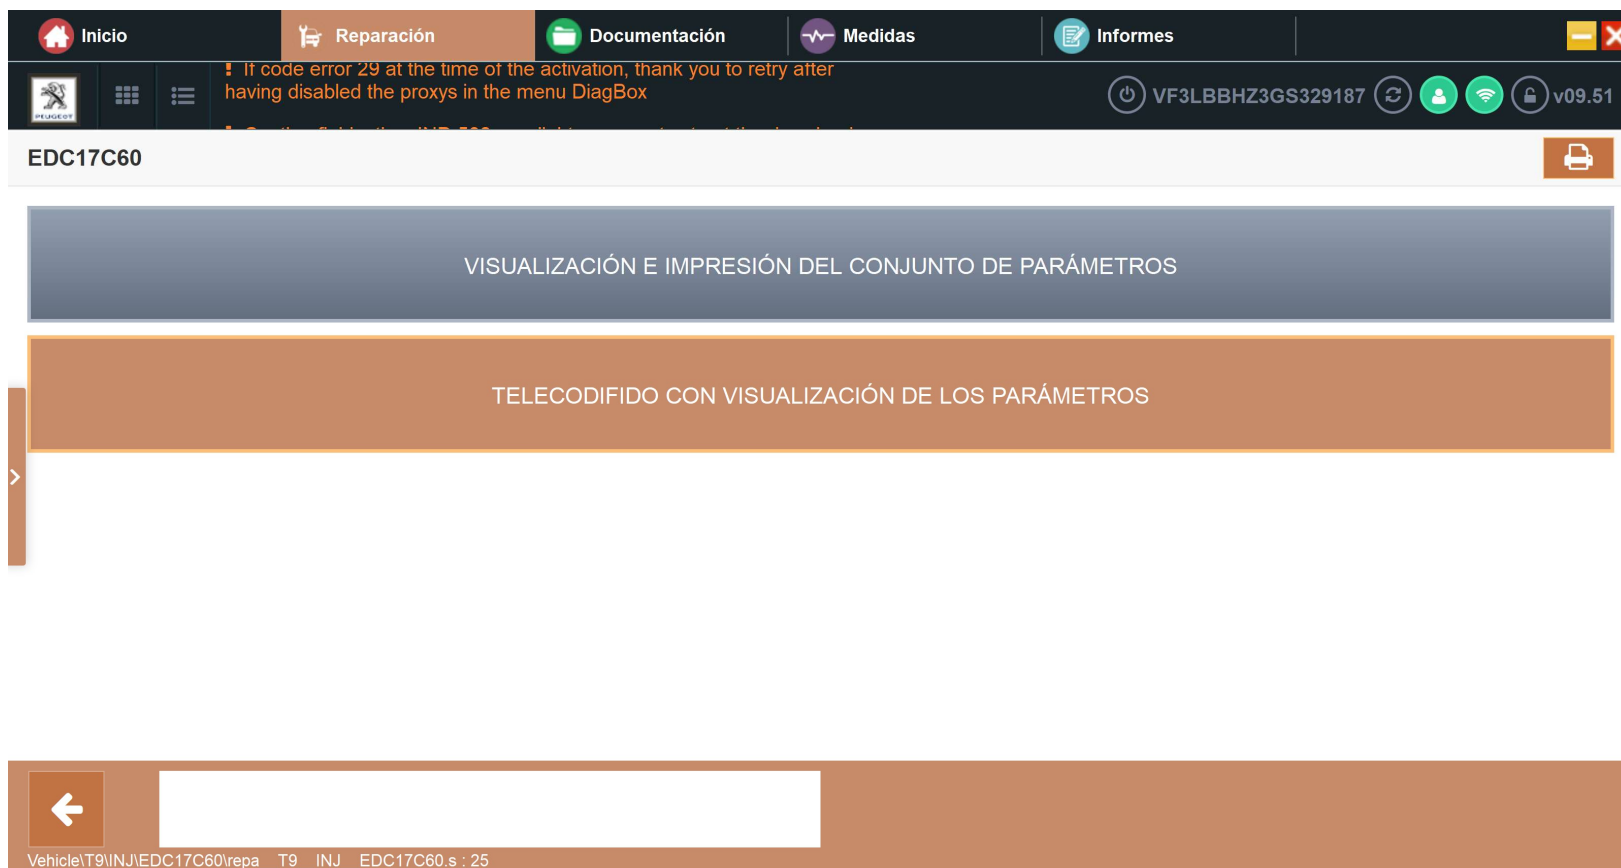 Inicio
Reparación
Documentación
Medidas
Informes
PEUGEOT
! If code error 29 at the time of the activation, thank you to retry after
having disabled the proxys in the menu DiagBox
VF3LBBHZ3GS329187
v09.51
EDC17C60
VISUALIZACIÓN E IMPRESIÓN DEL CONJUNTO DE PARÁMETROS
TELECODIFIDO CON VISUALIZACIÓN DE LOS PARÁMETROS
Vehicle\T9\INJ\EDC17C60\repa T9 INJ EDC17C60.s : 25